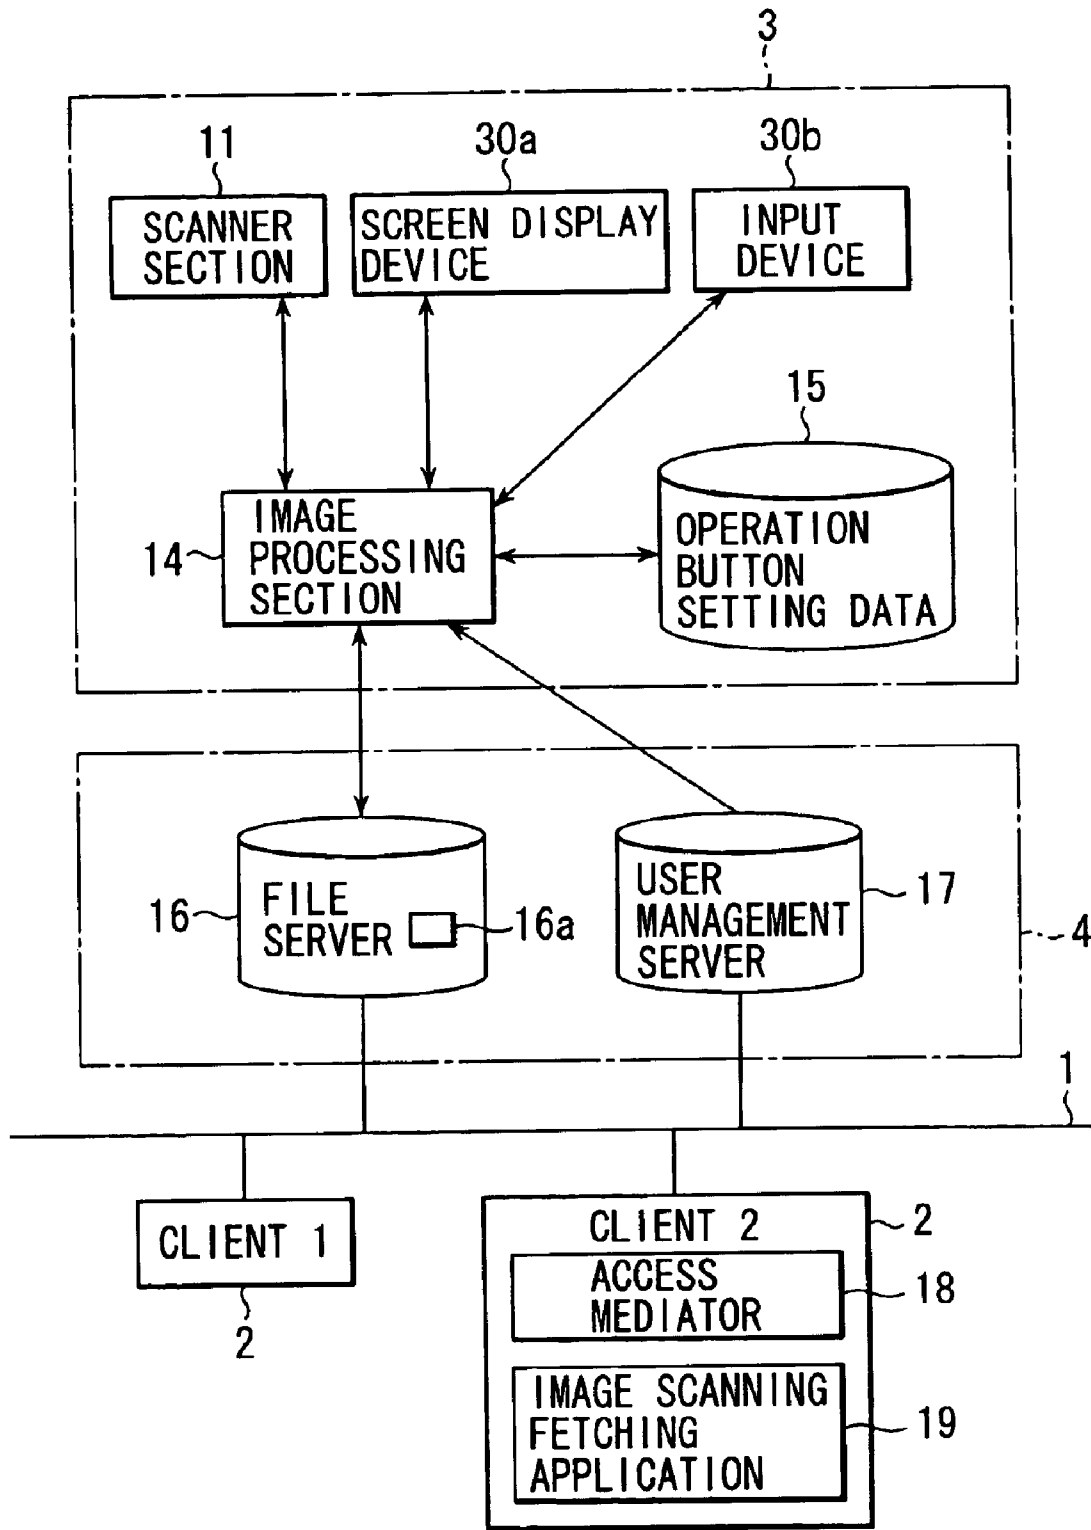 3
11
30a
30b
SCANNER
SECTION
SCREEN DISPLAY
DEVICE
INPUT
DEVICE
15
14
IMAGE
PROCESSING
SECTION
OPERATION
BUTTON
SETTING DATA
16
FILE
SERVER
16a
USER
MANAGEMENT
SERVER
17
4
1
CLIENT 1
2
CLIENT 2
2
ACCESS
MEDIATOR
18
IMAGE SCANNING
FETCHING
APPLICATION
19